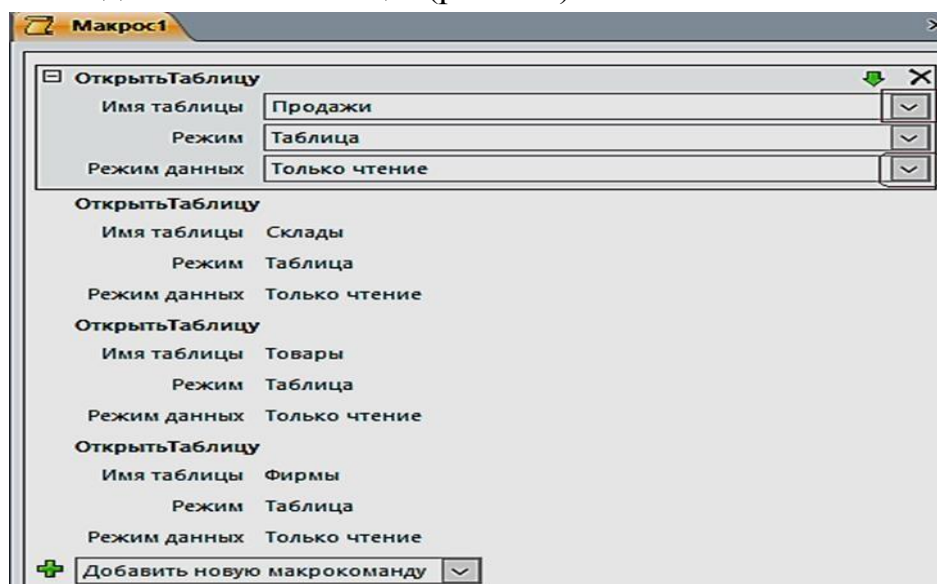 Макрос1
ОткрытьТаблицу
Имя таблицы Продажи
Режим Таблица
Режим данных Только чтение
ОткрытьТаблицу
Имя таблицы Склады
Режим Таблица
Режим данных Только чтение
ОткрытьТаблицу
Имя таблицы Товары
Режим Таблица
Режим данных Только чтение
ОткрытьТаблицу
Имя таблицы Фирмы
Режим Таблица
Режим данных Только чтение
Добавить новую макрокоманду